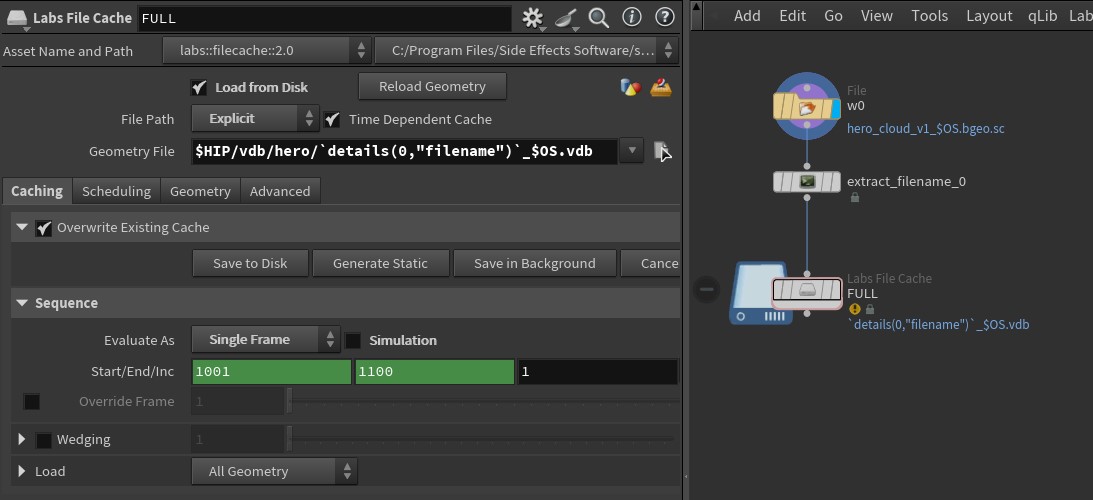 Labs File Cache FULL
Add Edit Go View Tools Layout qLib Lab
Asset Name and Path labs::filecache::2.0 C:/Program Files/Side Effects Software/s...
Load from Disk Reload Geometry
File Path Explicit Time Dependent Cache
Geometry File $HIP/vdb/hero/`details(0,"filename")`_$OS.vdb
Caching Scheduling Geometry Advanced
Overwrite Existing Cache
Save to Disk Generate Static Save in Background Cance
Sequence
Evaluate As Single Frame Simulation
Start/End/Inc 1001 1100 1
Override Frame 1
Wedging 1
Load All Geometry
File
w0
hero_cloud_v1_$OS.bgeo.sc
extract_filename_0
Labs File Cache
FULL
`details(0,"filename")`_$OS.vdb